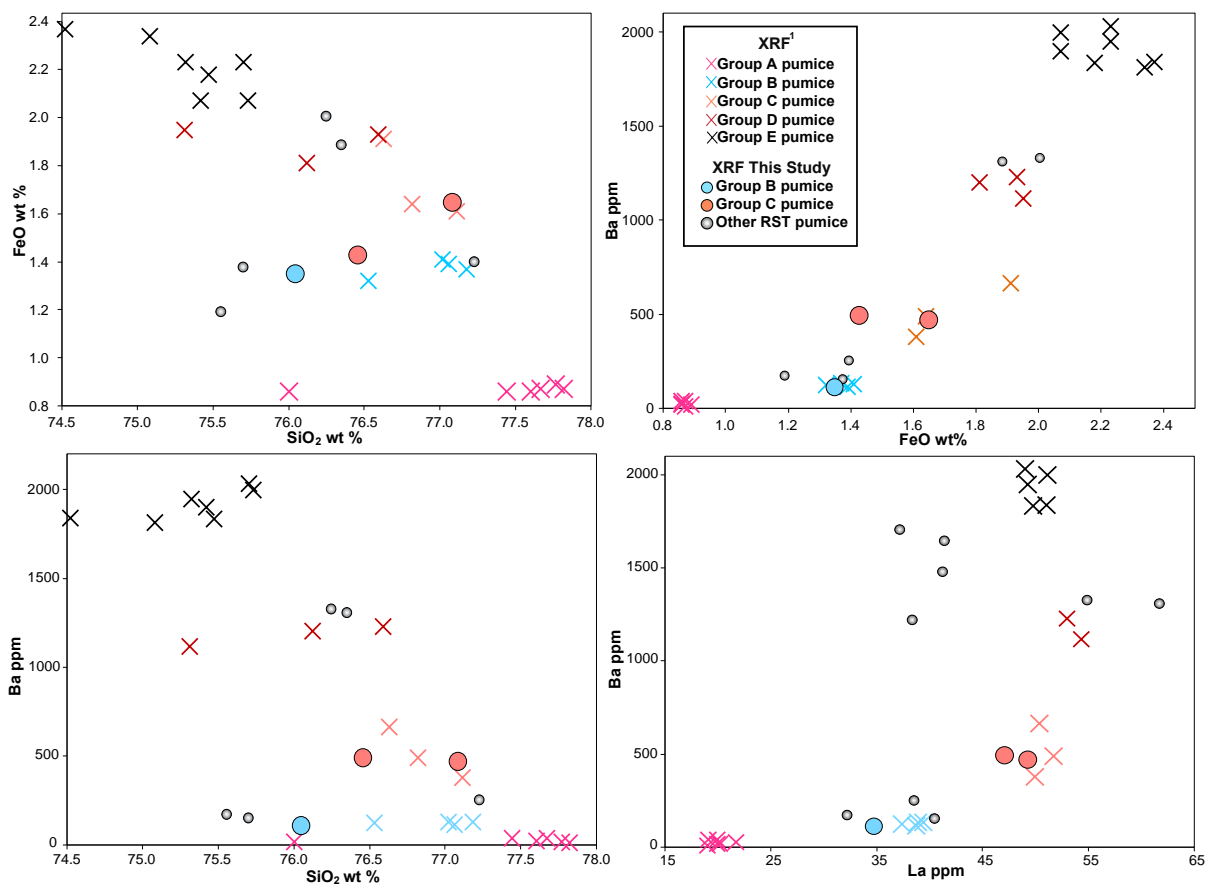 2.4
2.2
2.0
1.8
1.6
1.4
1.2
1.0
0.8
FeO wt %
74.5 75.0 75.5 76.0 76.5 77.0 77.5 78.0
SiO₂ wt %
2000
1500
1000
500
0
Ba ppm
0.8 1.0 1.2 1.4 1.6 1.8 2.0 2.2 2.4
FeO wt%
XRF¹
Group A pumice
Group B pumice
Group C pumice
Group D pumice
Group E pumice
XRF This Study
Group B pumice
Group C pumice
Other RST pumice
2000
1500
1000
500
0
Ba ppm
74.5 75.0 75.5 76.0 76.5 77.0 77.5 78.0
SiO₂ wt %
2000
1500
1000
500
0
Ba ppm
15 25 35 45 55 65
La ppm